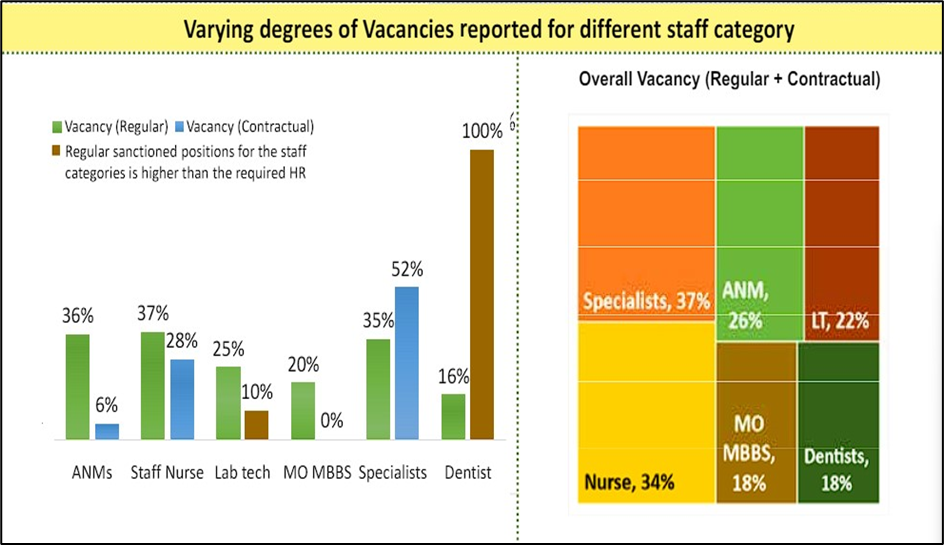 Varying degrees of Vacancies reported for different staff category
Vacancy (Regular) Vacancy (Contractual)
Regular sanctioned positions for the staff
categories is higher than the required HR
36%
6%
37%
28%
25%
10%
20%
0%
35%
52%
16%
100%
ANMs Staff Nurse Lab tech MO MBBS Specialists Dentist
Overall Vacancy (Regular + Contractual)
Specialists, 37%
ANM,
26%
LT, 22%
Nurse, 34%
MO
MBBS,
18%
Dentists,
18%